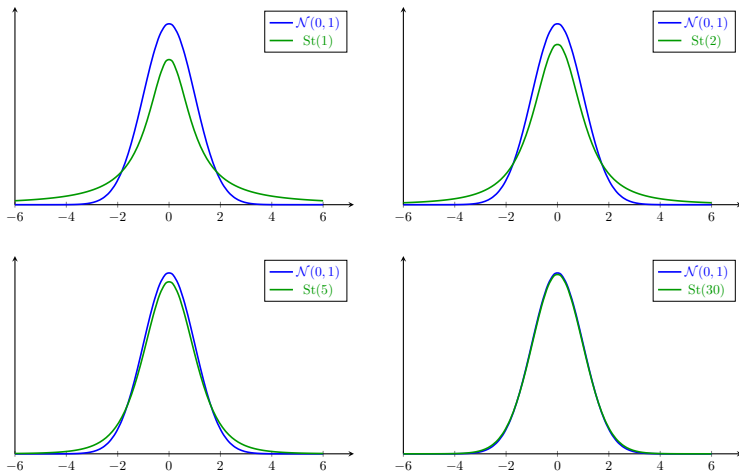 𝒩(0, 1)
St(1)
−6 −4 −2 0 2 4 6
𝒩(0, 1)
St(2)
−6 −4 −2 0 2 4 6
𝒩(0, 1)
St(5)
−6 −4 −2 0 2 4 6
𝒩(0, 1)
St(30)
−6 −4 −2 0 2 4 6